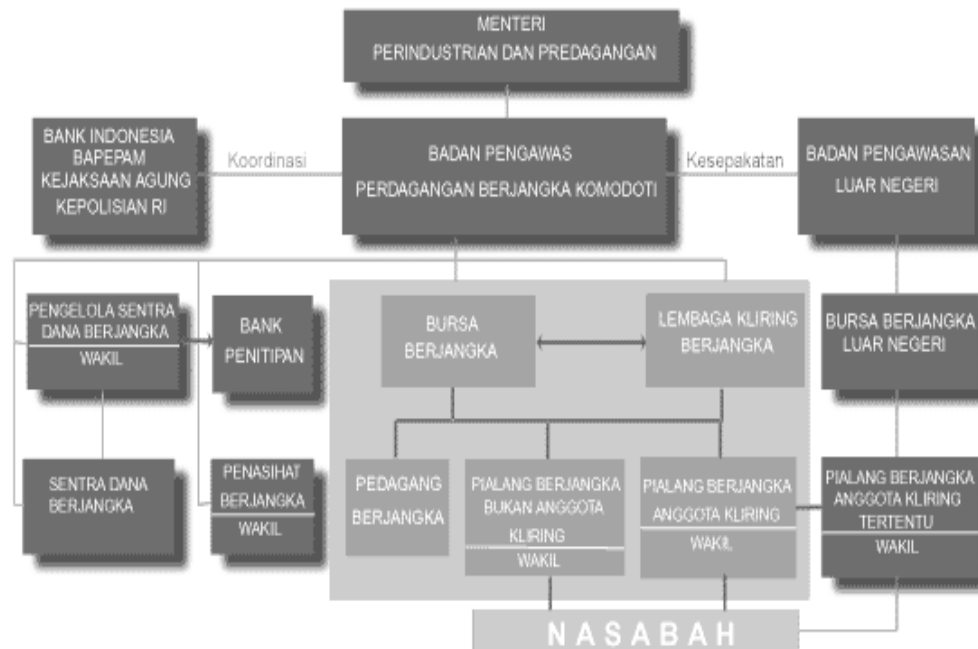 MENTERI
PERINDUSTRIAN DAN PREDAGANGAN
BANK INDONESIA
BAPEPAM
KEJAKSAAN AGUNG
KEPOLISIAN RI
Koordinasi
BADAN PENGAWAS
PERDAGANGAN BERJANGKA KOMODOTI
Kesepakatan
BADAN PENGAWASAN
LUAR NEGERI
PENGELOLA SENTRA
DANA BERJANGKA
WAKIL
BANK
PENITIPAN
BURSA
BERJANGKA
LEMBAGA KLIRING
BERJANGKA
BURSA BERJANGKA
LUAR NEGERI
SENTRA DANA
BERJANGKA
PENASIHAT
BERJANGKA
WAKIL
PEDAGANG
BERJANGKA
PIALANG BERJANGKA
BUKAN ANGGOTA
KLIRING
WAKIL
PIALANG BERJANGKA
ANGGOTA KLIRING
WAKIL
PIALANG BERJANGKA
ANGGOTA KLIRING
TERTENTU
WAKIL
NASABAH